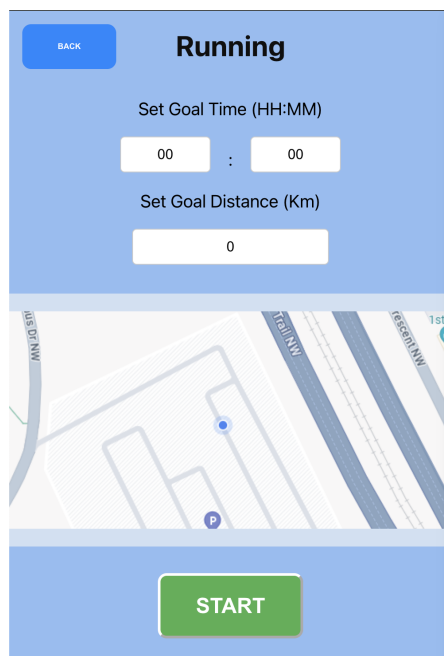 BACK
Running
Set Goal Time (HH:MM)
00 : 00
Set Goal Distance (Km)
0
Dr NW
Trail NW
1st
P
START